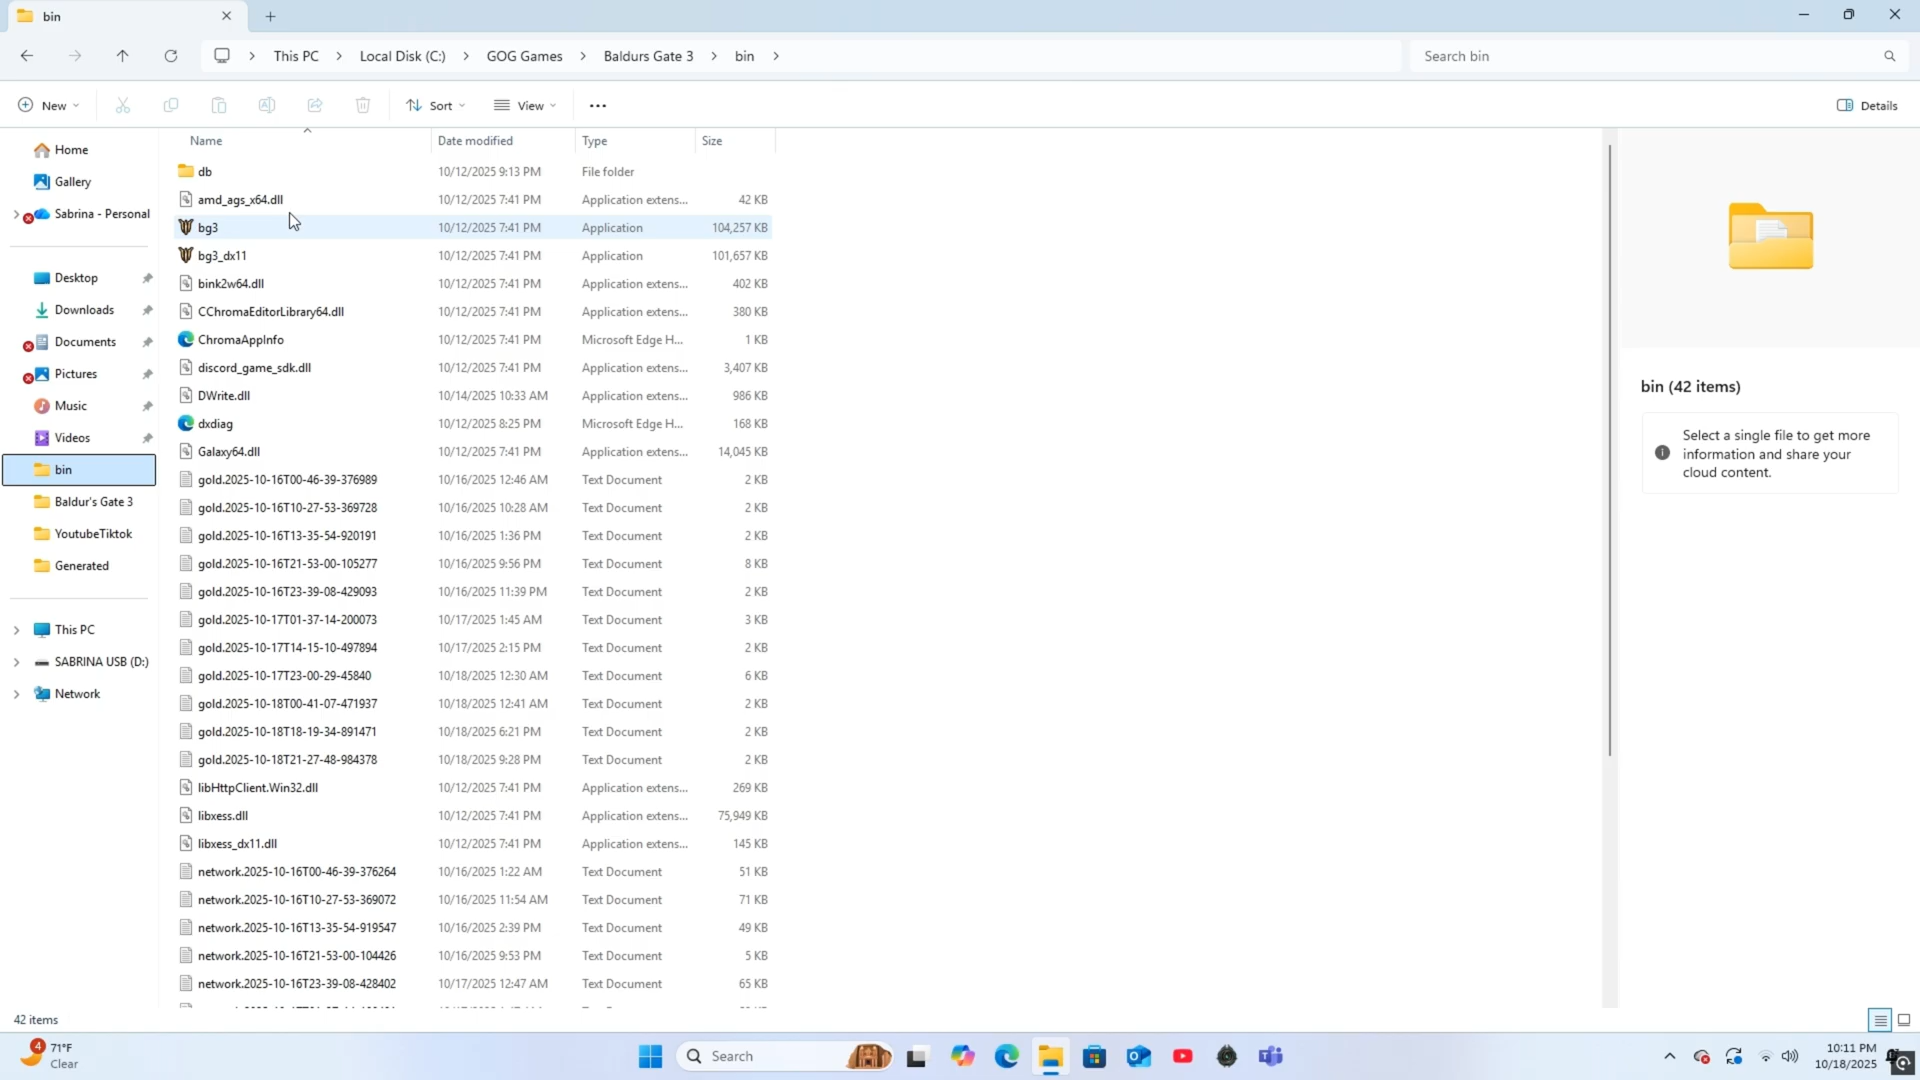 bin
This PC > Local Disk (C:) > GOG Games > Baldurs Gate 3 > bin >
Search bin
New
Sort
View
Details
Name Date modified Type Size
db 10/12/2025 9:13 PM File folder
amd_ags_x64.dll 10/12/2025 7:41 PM Application extens... 42 KB
bg3 10/12/2025 7:41 PM Application 104,257 KB
bg3_dx11 10/12/2025 7:41 PM Application 101,657 KB
bink2w64.dll 10/12/2025 7:41 PM Application extens... 402 KB
CChromaEditorLibrary64.dll 10/12/2025 7:41 PM Application extens... 380 KB
ChromaAppInfo 10/12/2025 7:41 PM Microsoft Edge H... 1 KB
discord_game_sdk.dll 10/12/2025 7:41 PM Application extens... 3,407 KB
DWrite.dll 10/14/2025 10:33 AM Application extens... 986 KB
dxdiag 10/12/2025 8:25 PM Microsoft Edge H... 168 KB
Galaxy64.dll 10/12/2025 7:41 PM Application extens... 14,045 KB
gold.2025-10-16T00-46-39-376989 10/16/2025 12:46 AM Text Document 2 KB
gold.2025-10-16T10-27-53-369728 10/16/2025 10:28 AM Text Document 2 KB
gold.2025-10-16T13-35-54-920191 10/16/2025 1:36 PM Text Document 2 KB
gold.2025-10-16T21-53-00-105277 10/16/2025 9:56 PM Text Document 8 KB
gold.2025-10-16T23-39-08-429093 10/16/2025 11:39 PM Text Document 2 KB
gold.2025-10-17T01-37-14-200073 10/17/2025 1:45 AM Text Document 3 KB
gold.2025-10-17T14-15-10-497894 10/17/2025 2:15 PM Text Document 2 KB
gold.2025-10-17T23-00-29-45840 10/18/2025 12:30 AM Text Document 6 KB
gold.2025-10-18T00-41-07-471937 10/18/2025 12:41 AM Text Document 2 KB
gold.2025-10-18T18-19-34-891471 10/18/2025 6:21 PM Text Document 2 KB
gold.2025-10-18T21-27-48-984378 10/18/2025 9:28 PM Text Document 2 KB
libHttpClient.Win32.dll 10/12/2025 7:41 PM Application extens... 269 KB
libxess.dll 10/12/2025 7:41 PM Application extens... 75,949 KB
libxess_dx11.dll 10/12/2025 7:41 PM Application extens... 145 KB
network.2025-10-16T00-46-39-376264 10/16/2025 1:22 AM Text Document 51 KB
network.2025-10-16T10-27-53-369072 10/16/2025 11:54 AM Text Document 71 KB
network.2025-10-16T13-35-54-919547 10/16/2025 2:39 PM Text Document 49 KB
network.2025-10-16T21-53-00-104426 10/16/2025 9:53 PM Text Document 5 KB
network.2025-10-16T23-39-08-428402 10/17/2025 12:47 AM Text Document 65 KB
Home
Gallery
Sabrina - Personal
Desktop
Downloads
Documents
Pictures
Music
Videos
bin
Baldur's Gate 3
YoutubeTiktok
Generated
This PC
SABRINA USB (D:)
Network
bin (42 items)
Select a single file to get more
information and share your
cloud content.
42 items
4
71°F
Clear
Search
10:11 PM
10/18/2025